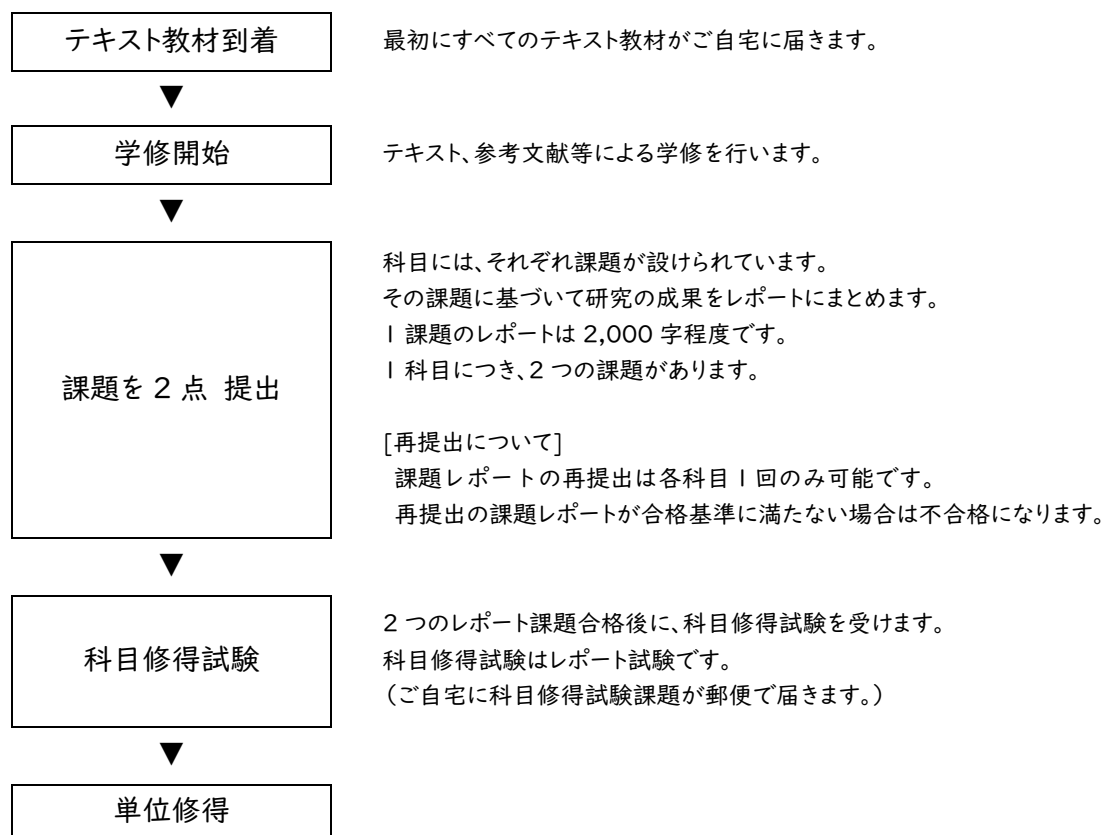 テキスト教材到着
最初にすべてのテキスト教材がご自宅に届きます。
▼
学修開始
テキスト、参考文献等による学修を行います。
▼
課題を2点 提出
科目には、それぞれ課題が設けられています。
その課題に基づいて研究の成果をレポートにまとめます。
1課題のレポートは 2,000 字程度です。
1科目につき、2つの課題があります。
[再提出について]
課題レポートの再提出は各科目1回のみ可能です。
再提出の課題レポートが合格基準に満たない場合は不合格になります。
▼
科目修得試験
2つのレポート課題合格後に、科目修得試験を受けます。
科目修得試験はレポート試験です。
(ご自宅に科目修得試験課題が郵便で届きます。)
▼
単位修得